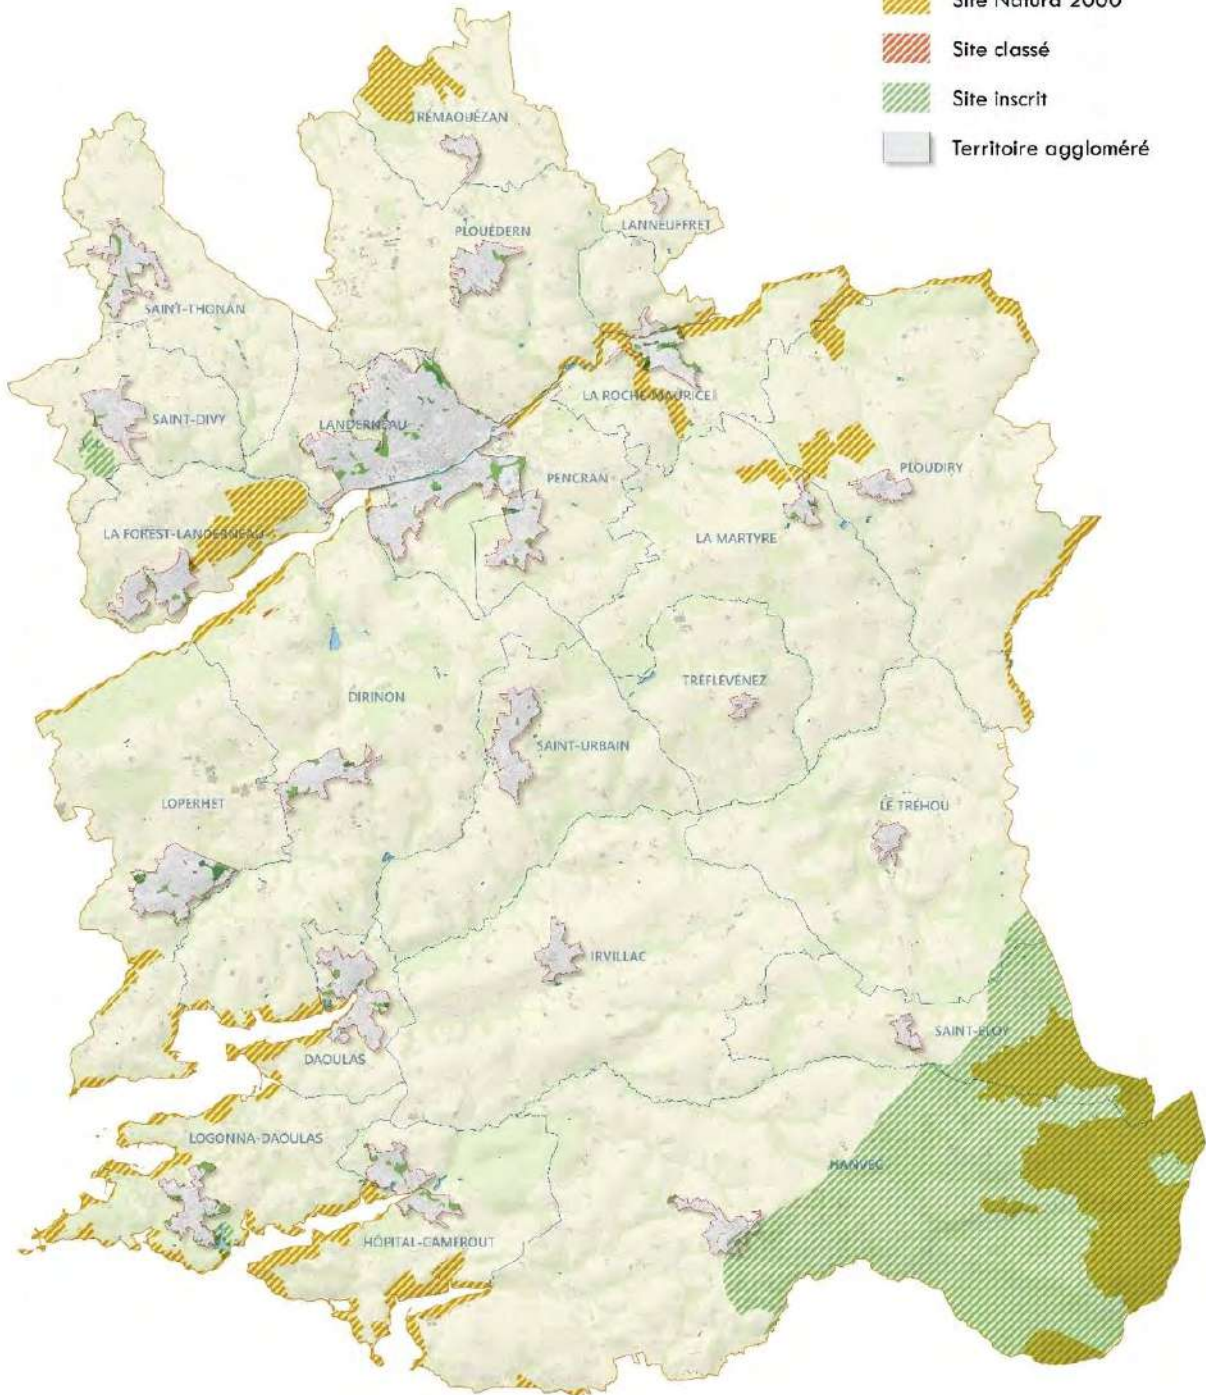 Site Natura 2000
Site classé
Site inscrit
Territoire aggloméré
TRÉMAOUÉZAN
LANNEUFFRET
PLOUÉDERN
SAINT-THONAN
LA ROCHE-MAURICE
SAINT-DIVY
LANDERNEAU
PLOUDIRY
PENCRAN
LA FOREST-LANDERNEAU
LA MARTYRE
TRÉFLÉVÉNEZ
DIRINON
SAINT-URBAIN
LOPERHET
LE TRÉHOU
IRVILLAC
SAINT-ÉLOY
DAOULAS
LOGONNA-DAOULAS
HANVEC
HÔPITAL-CAMFROUT